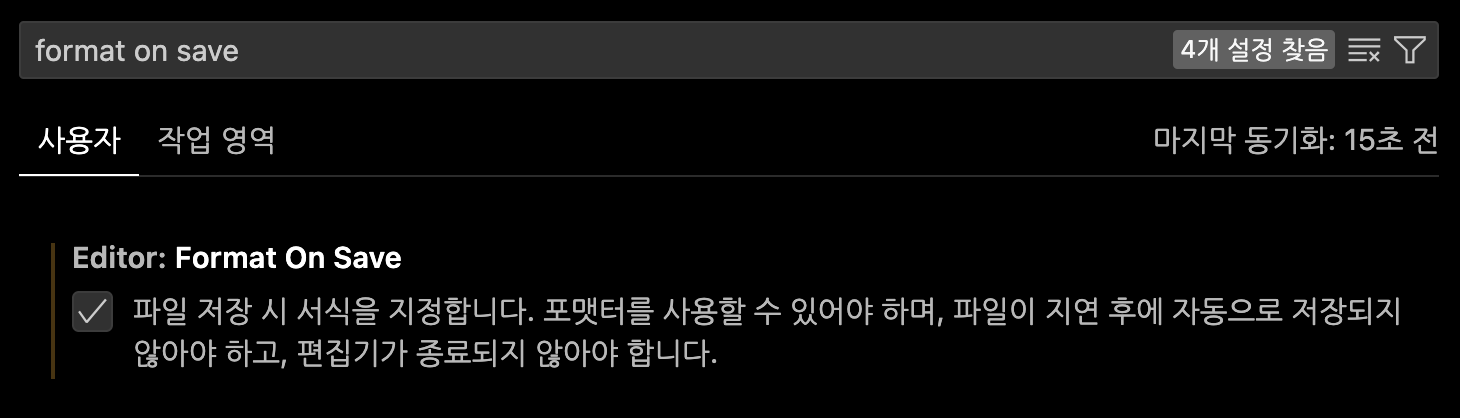 format on save
4개 설정 찾음
사용자
작업 영역
마지막 동기화: 15초 전
Editor: Format On Save
파일 저장 시 서식을 지정합니다. 포맷터를 사용할 수 있어야 하며, 파일이 지연 후에 자동으로 저장되지
않아야 하고, 편집기가 종료되지 않아야 합니다.